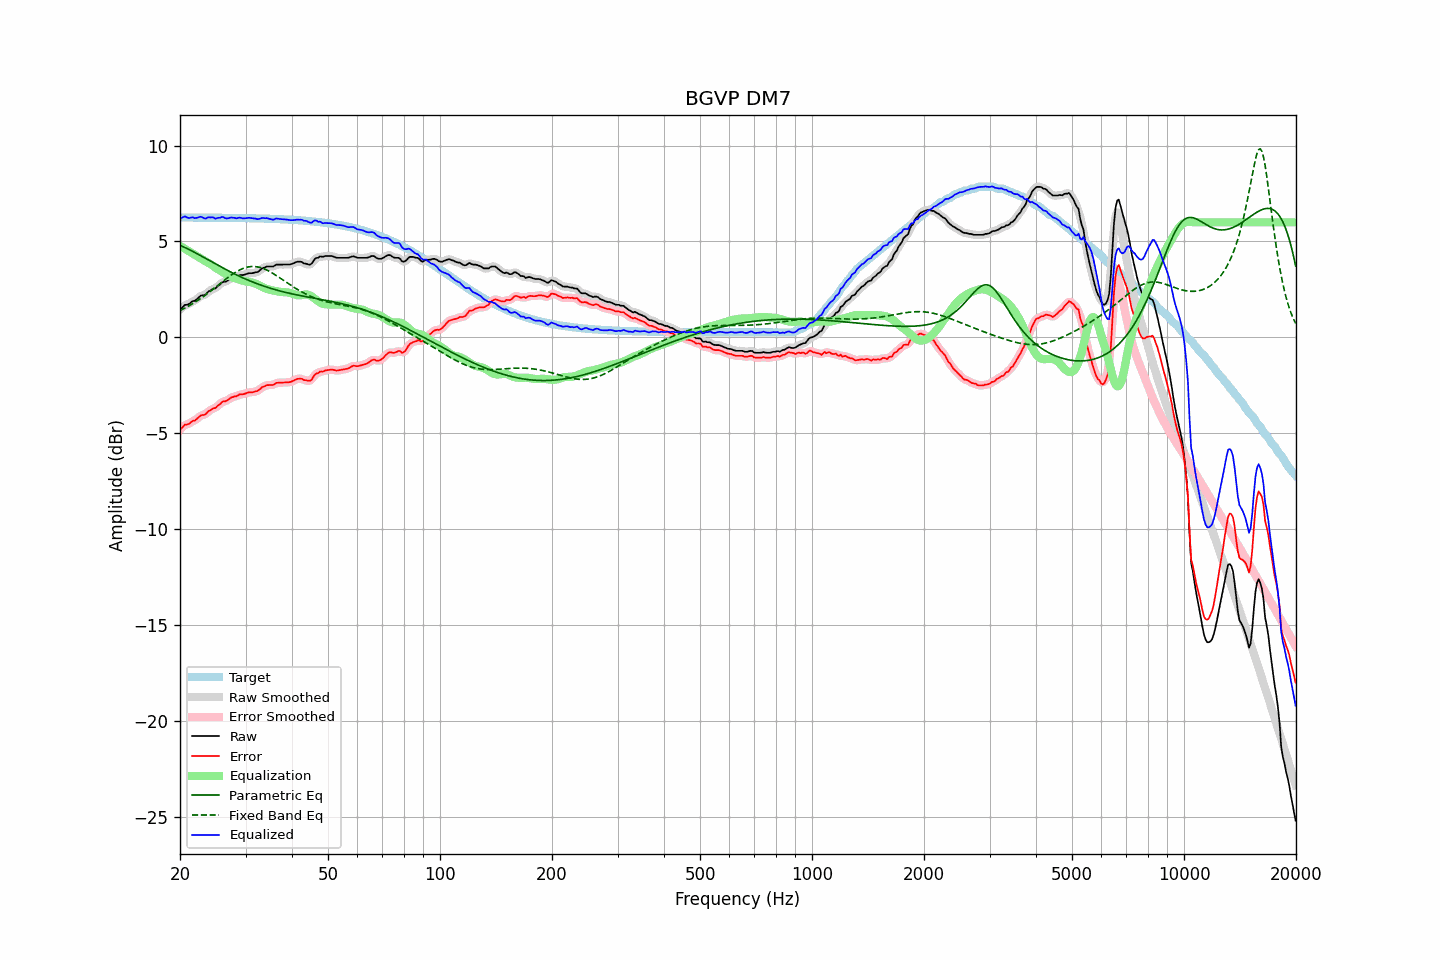 BGVP DM7
10
5
0
−5
−10
−15
−20
−25
Amplitude (dBr)
Target
Raw Smoothed
Error Smoothed
Raw
Error
Equalization
Parametric Eq
Fixed Band Eq
Equalized
20
50
100
200
500
1000
2000
5000
10000
20000
Frequency (Hz)